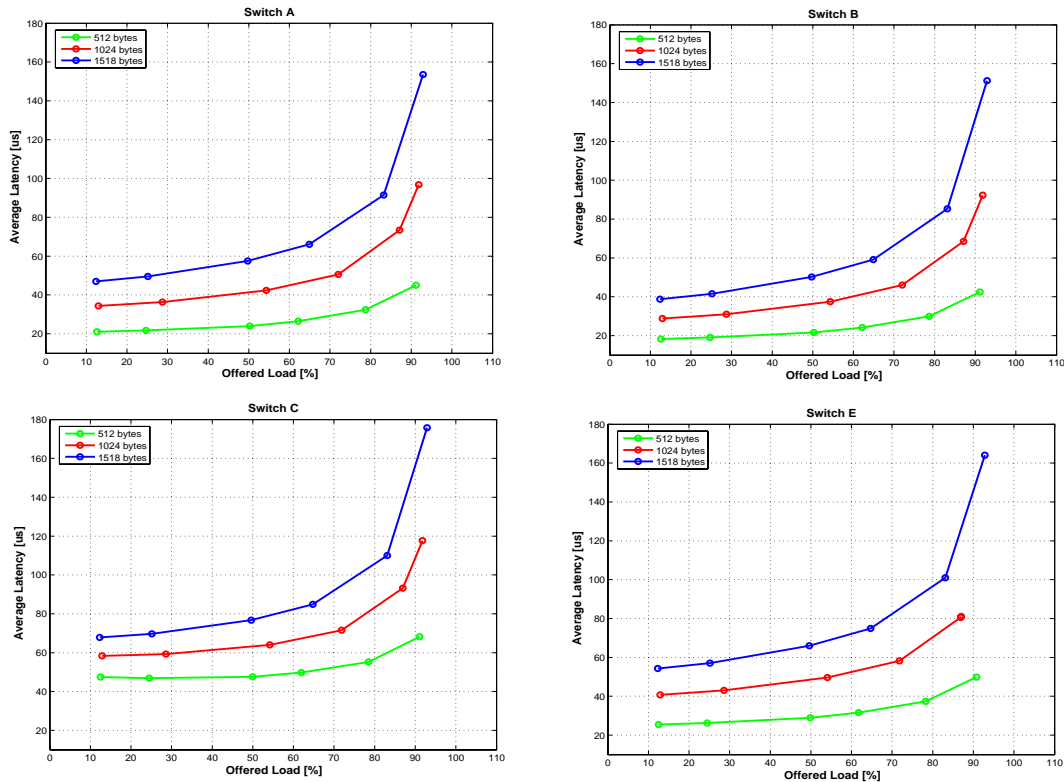 Switch A
180
160
140
120
100
80
60
40
20
0 10 20 30 40 50 60 70 80 90 100 110
Average Latency [us]
Offered Load [%]
512 bytes
1024 bytes
1518 bytes
Switch B
180
160
140
120
100
80
60
40
20
0 10 20 30 40 50 60 70 80 90 100 110
Average Latency [us]
Offered Load [%]
512 bytes
1024 bytes
1518 bytes
Switch C
180
160
140
120
100
80
60
40
20
0 10 20 30 40 50 60 70 80 90 100 110
Average Latency [us]
Offered Load [%]
512 bytes
1024 bytes
1518 bytes
Switch E
180
160
140
120
100
80
60
40
20
0 10 20 30 40 50 60 70 80 90 100 110
Average Latency [us]
Offered Load [%]
512 bytes
1024 bytes
1518 bytes